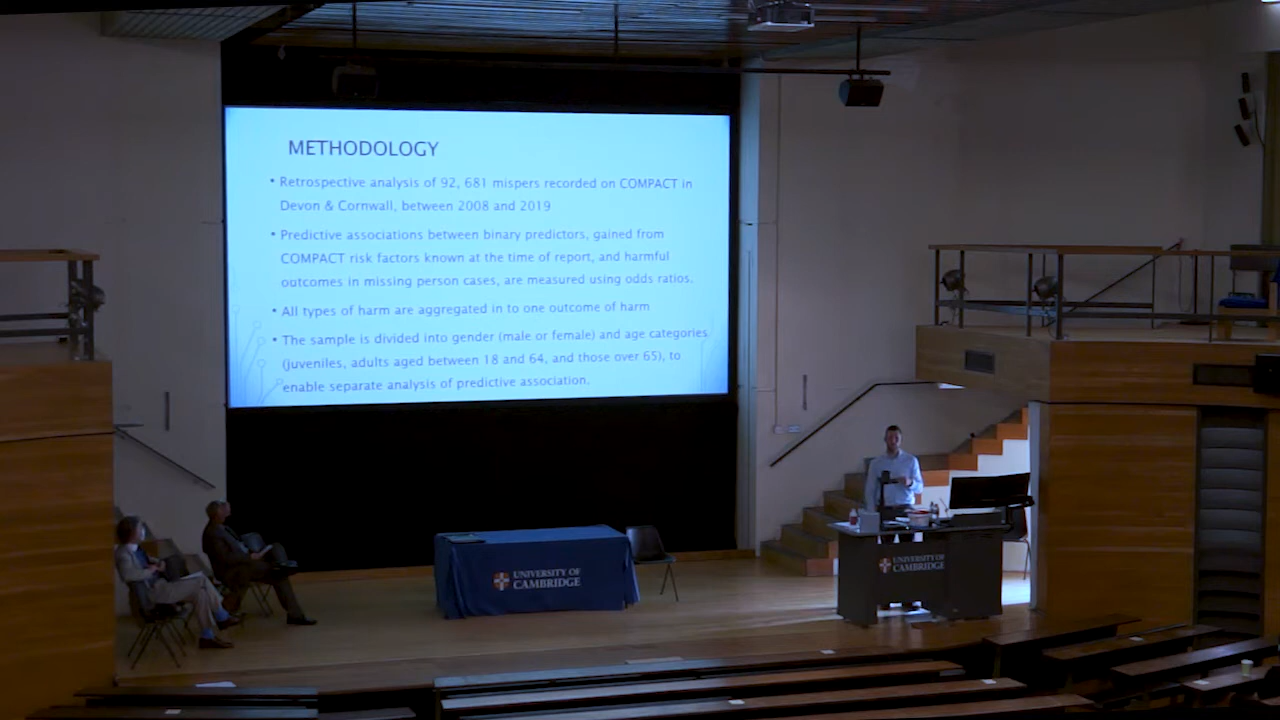 METHODOLOGY
• Retrospective analysis of 92, 681 mispers recorded on COMPACT in
Devon & Cornwall, between 2008 and 2019
• Predictive associations between binary predictors, gained from
COMPACT risk factors known at the time of report, and harmful
outcomes in missing person cases, are measured using odds ratios.
• All types of harm are aggregated in to one outcome of harm
• The sample is divided into gender (male or female) and age categories
(juveniles, adults aged between 18 and 64, and those over 65), to
enable separate analysis of predictive association.
UNIVERSITY OF
CAMBRIDGE
UNIVERSITY OF
CAMBRIDGE